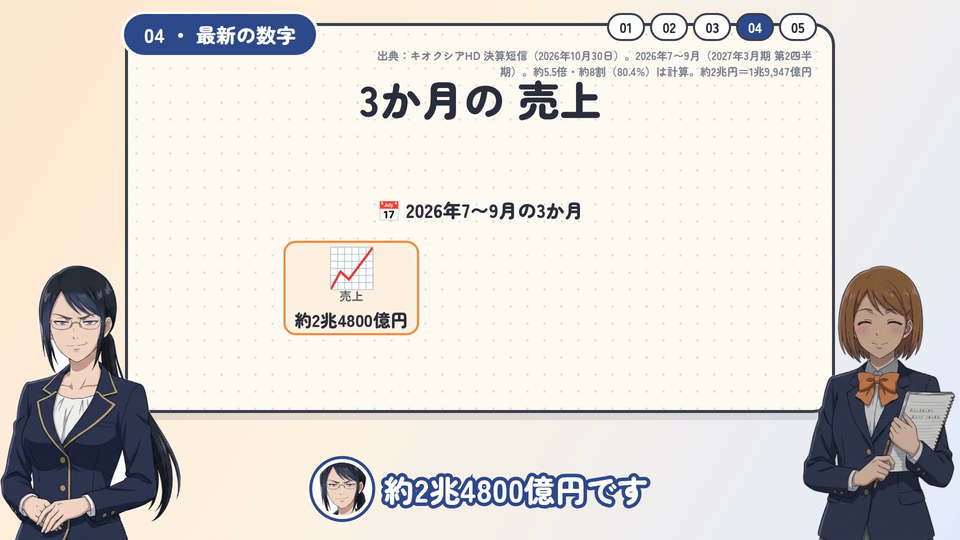 04 ・ 最新の数字
01
02
03
04
05
出典：キオクシアHD 決算短信（2026年10月30日）。2026年7〜9月（2027年3月期 第2四半
期）。約5.5倍・約8割（80.4%）は計算。約2兆円＝1兆9,947億円
3か月の 売上
July
17
2026年7〜9月の3か月
売上
約2兆4800億円
約2兆4800億円です